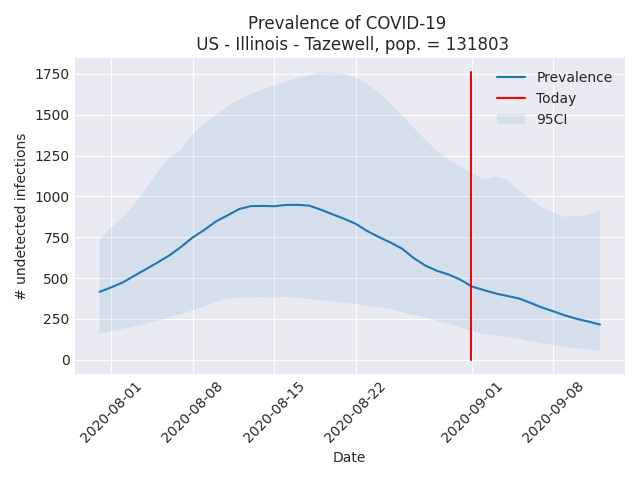 Prevalence of COVID-19
US - Illinois - Tazewell, pop. = 131803
Prevalence
Today
95CI
# undetected infections
1750
1500
1250
1000
750
500
250
0
2020-08-01
2020-08-08
2020-08-15
2020-08-22
2020-09-01
2020-09-08
Date